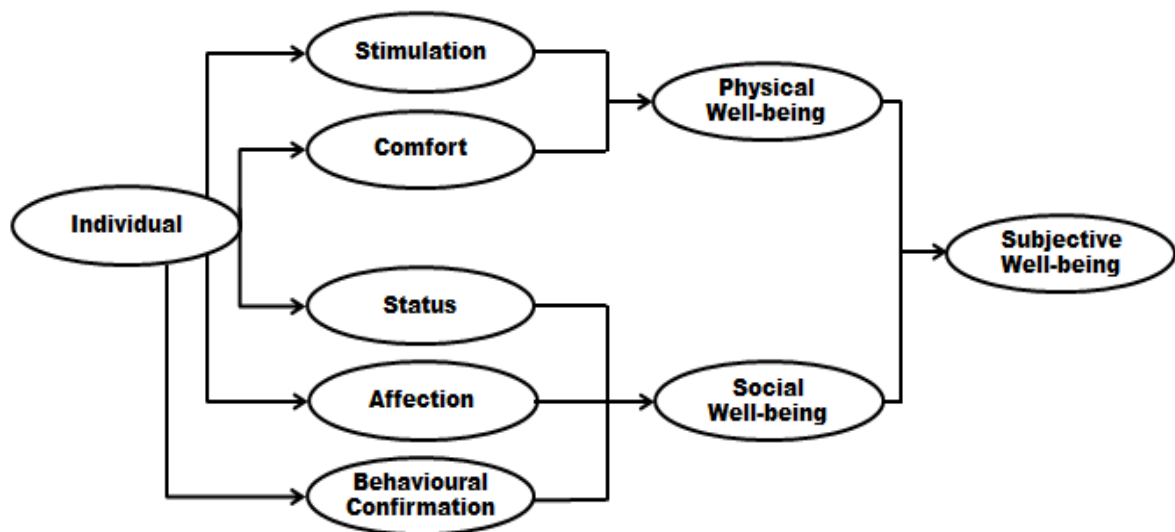 Stimulation
Physical
Well-being
Comfort
Individual
Subjective
Well-being
Status
Affection
Social
Well-being
Behavioural
Confirmation